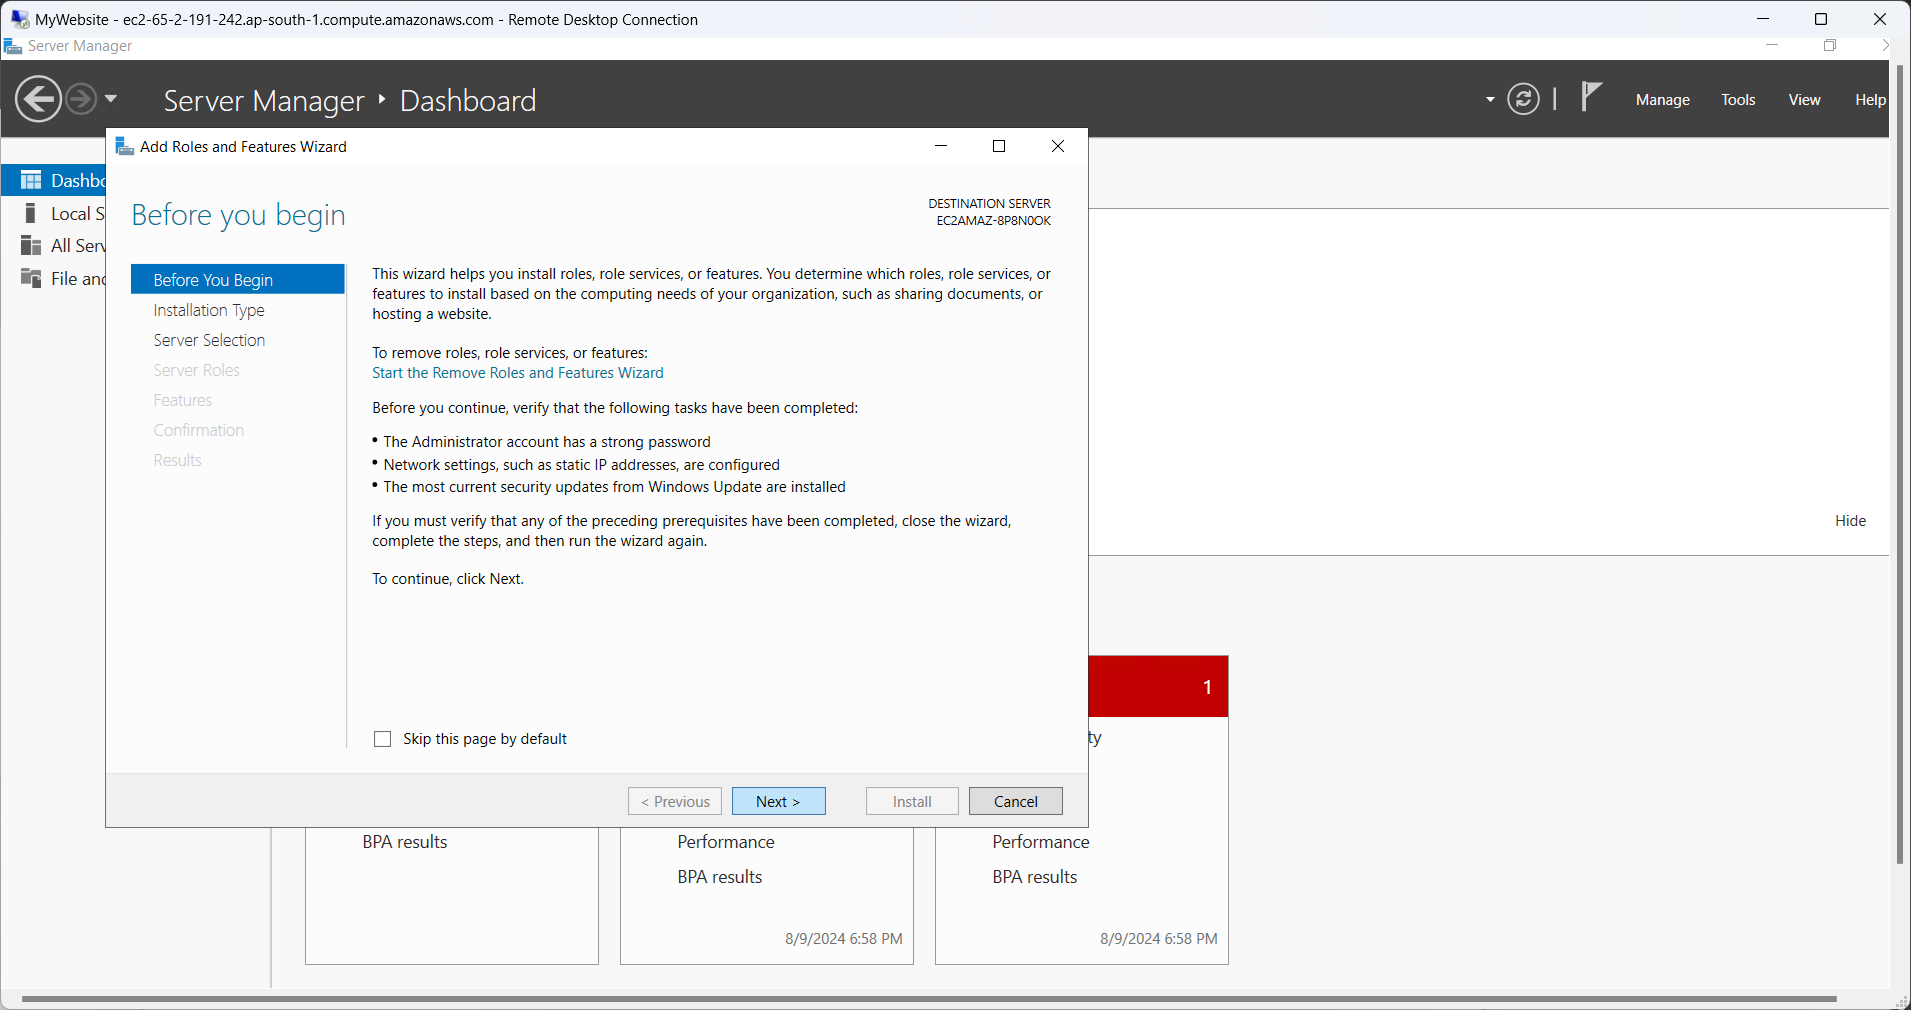 MyWebsite - ec2-65-2-191-242.ap-south-1.compute.amazonaws.com - Remote Desktop Connection
Server Manager
Server Manager ‣ Dashboard
Manage Tools View Help
Add Roles and Features Wizard
Dashbo
Local S
All Serv
File and
Before you begin
DESTINATION SERVER
EC2AMAZ-8P8N0OK
Before You Begin
Installation Type
Server Selection
Server Roles
Features
Confirmation
Results
This wizard helps you install roles, role services, or features. You determine which roles, role services, or
features to install based on the computing needs of your organization, such as sharing documents, or
hosting a website.
To remove roles, role services, or features:
Start the Remove Roles and Features Wizard
Before you continue, verify that the following tasks have been completed:
• The Administrator account has a strong password
• Network settings, such as static IP addresses, are configured
• The most current security updates from Windows Update are installed
If you must verify that any of the preceding prerequisites have been completed, close the wizard,
complete the steps, and then run the wizard again.
To continue, click Next.
Skip this page by default
< Previous Next > Install Cancel
Hide
1
ty
BPA results
Performance
BPA results
8/9/2024 6:58 PM
Performance
BPA results
8/9/2024 6:58 PM